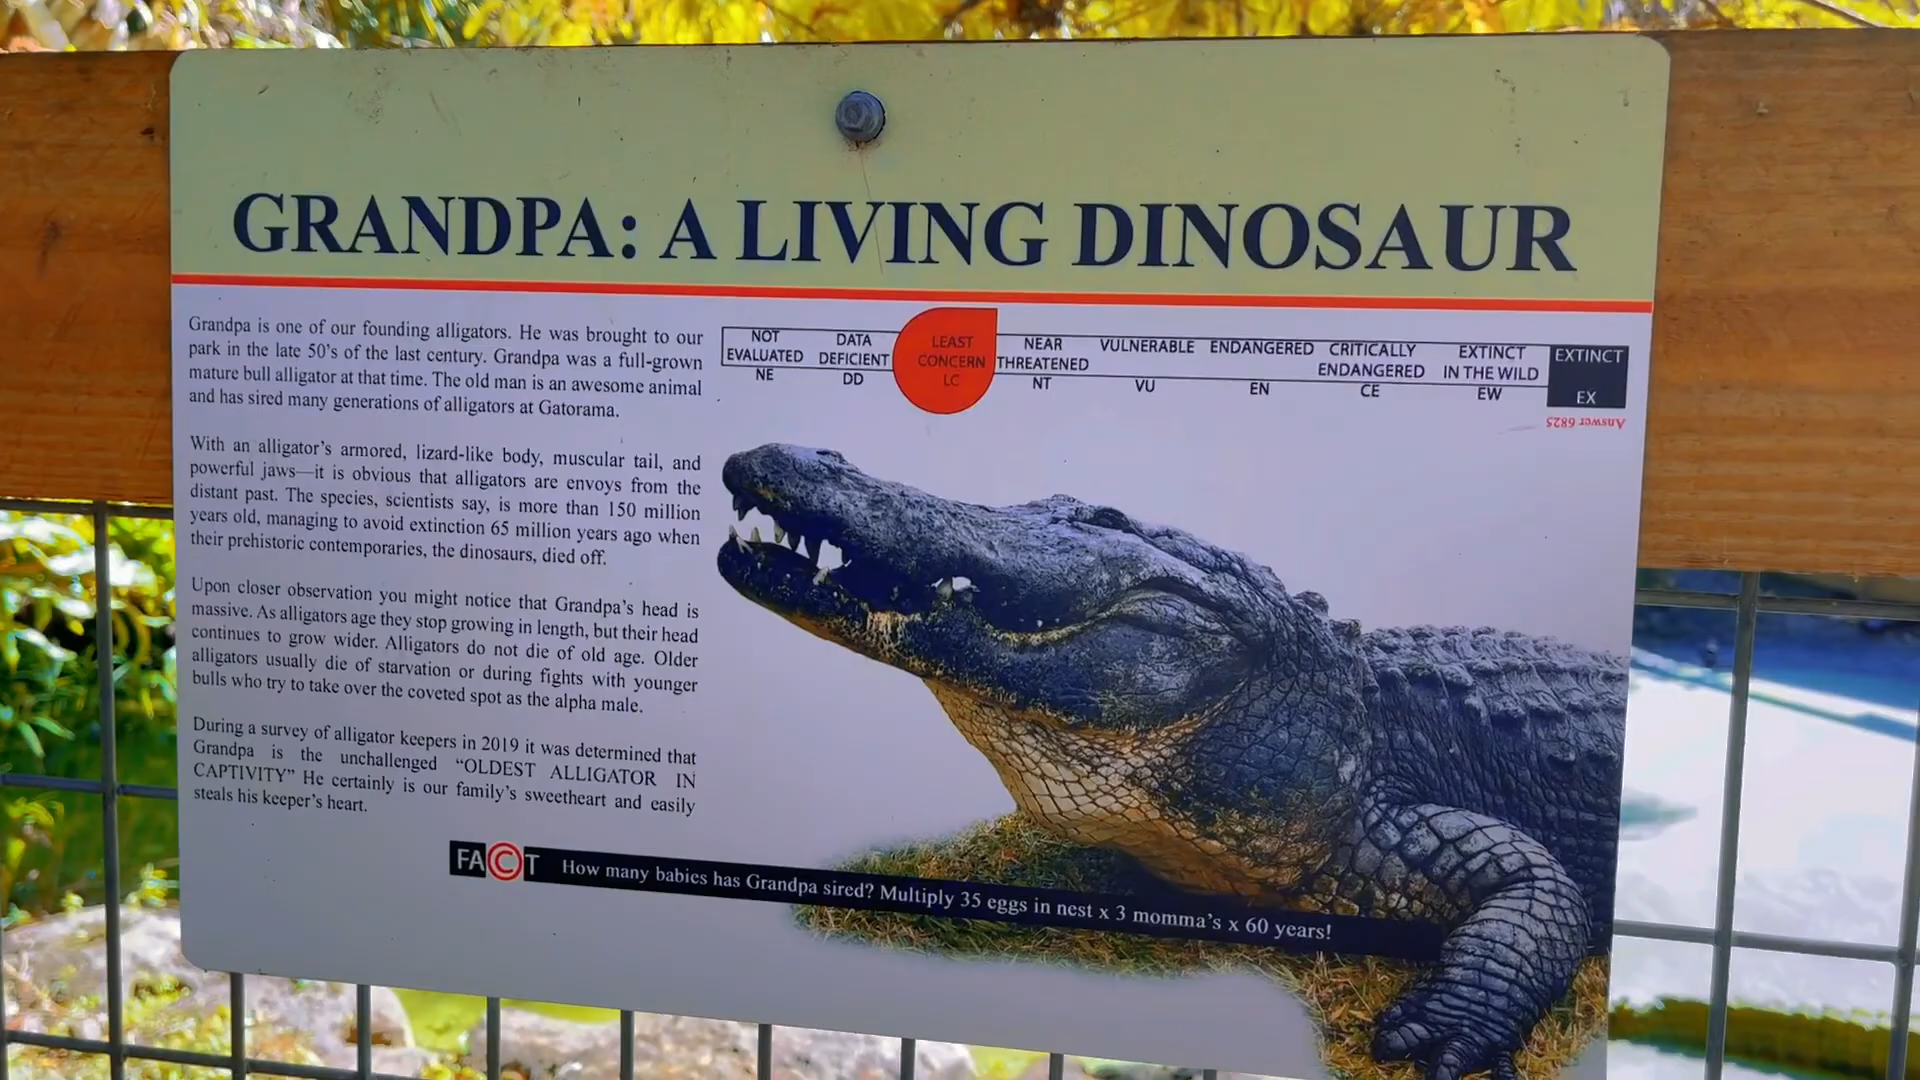 GRANDPA: A LIVING DINOSAUR
Grandpa is one of our founding alligators. He was brought to our
park in the late 50's of the last century. Grandpa was a full-grown
mature bull alligator at that time. The old man is an awesome animal
and has sired many generations of alligators at Gatorama.
With an alligator's armored, lizard-like body, muscular tail, and
powerful jaws—it is obvious that alligators are envoys from the
distant past. The species, scientists say, is more than 150 million
years old, managing to avoid extinction 65 million years ago when
their prehistoric contemporaries, the dinosaurs, died off.
Upon closer observation you might notice that Grandpa's head is
massive. As alligators age they stop growing in length, but their head
continues to grow wider. Alligators do not die of old age. Older
alligators usually die of starvation or during fights with younger
bulls who try to take over the coveted spot as the alpha male.
During a survey of alligator keepers in 2019 it was determined that
Grandpa is the unchallenged "OLDEST ALLIGATOR IN
CAPTIVITY" He certainly is our family's sweetheart and easily
steals his keeper's heart.
NOT
EVALUATED
NE
DATA
DEFICIENT
DD
LEAST
CONCERN
LC
NEAR
THREATENED
NT
VULNERABLE
VU
ENDANGERED
EN
CRITICALLY
ENDANGERED
CE
EXTINCT
IN THE WILD
EW
EXTINCT
EX
Answer 6825
FACT How many babies has Grandpa sired? Multiply 35 eggs in nest x 3 momma's x 60 years!